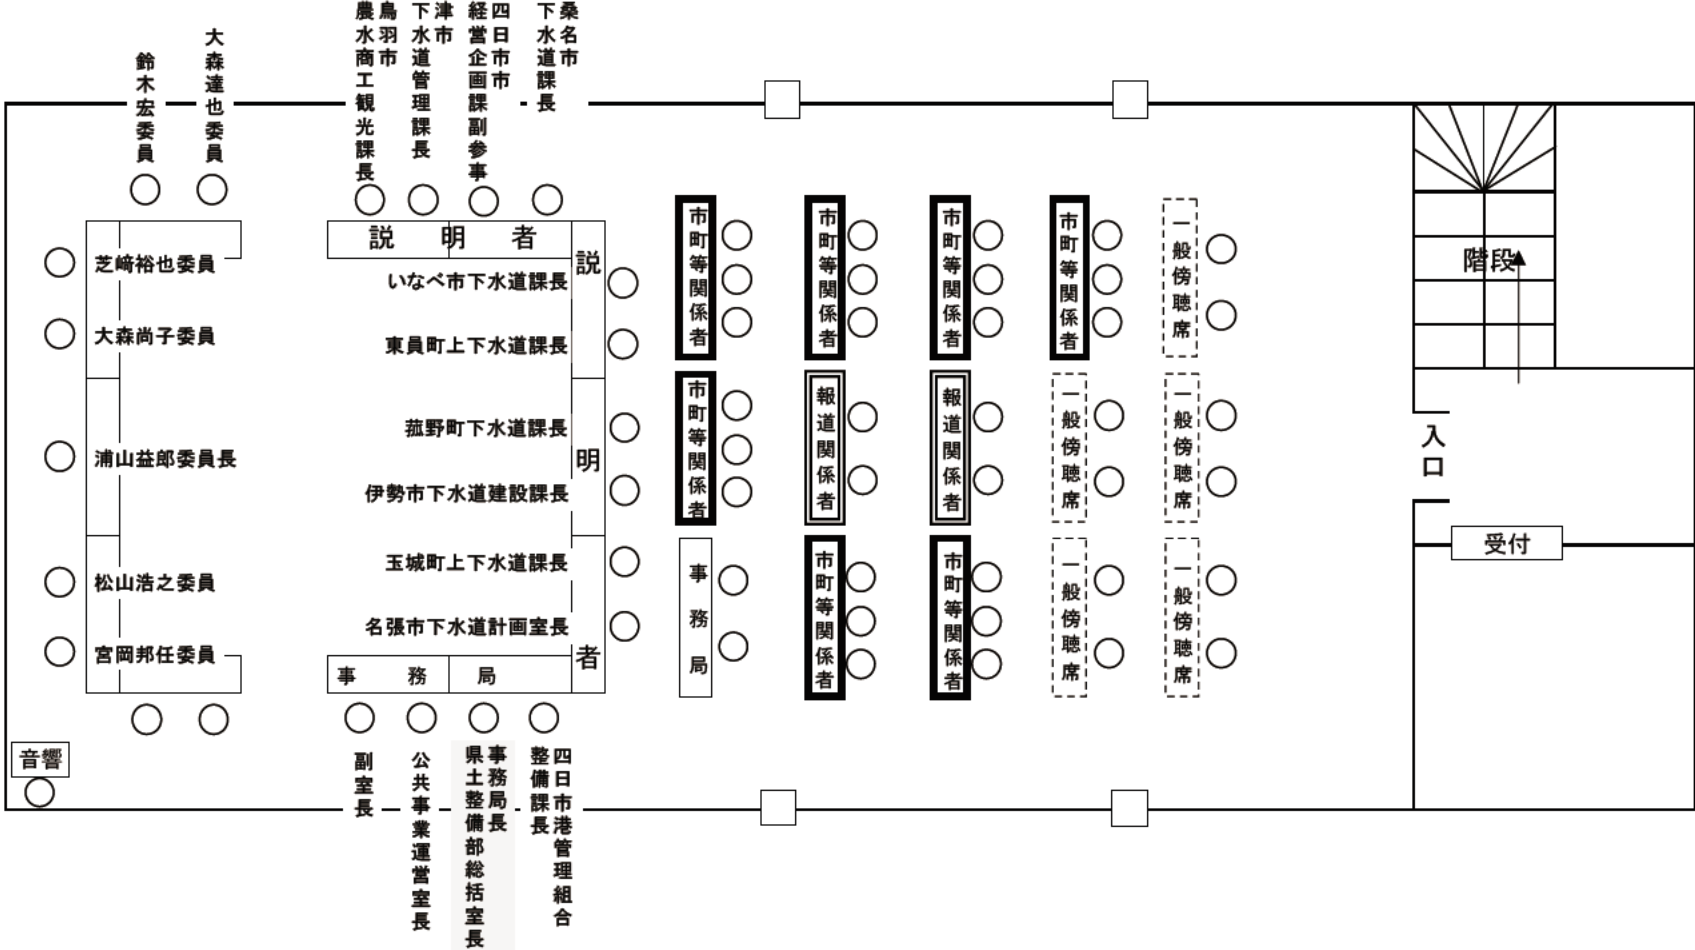 鈴木宏委員
大森達也委員
鳥羽市
農水商工観光課長
津市
下水道管理課長
四日市市
経営企画課副参事
桑名市
下水道課長
芝﨑裕也委員
大森尚子委員
浦山益郎委員長
松山浩之委員
宮岡邦任委員
音響
説明者
説明者
いなべ市下水道課長
東員町上下水道課長
菰野町下水道課長
伊勢市下水道建設課長
玉城町上下水道課長
名張市下水道計画室長
事務局
副室長
公共事業運営室長
事務局長
県土整備部総括室長
四日市港管理組合
整備課長
市町等関係者
市町等関係者
市町等関係者
市町等関係者
一般傍聴席
市町等関係者
報道関係者
報道関係者
一般傍聴席
一般傍聴席
事務局
市町等関係者
市町等関係者
一般傍聴席
一般傍聴席
階段
入口
受付